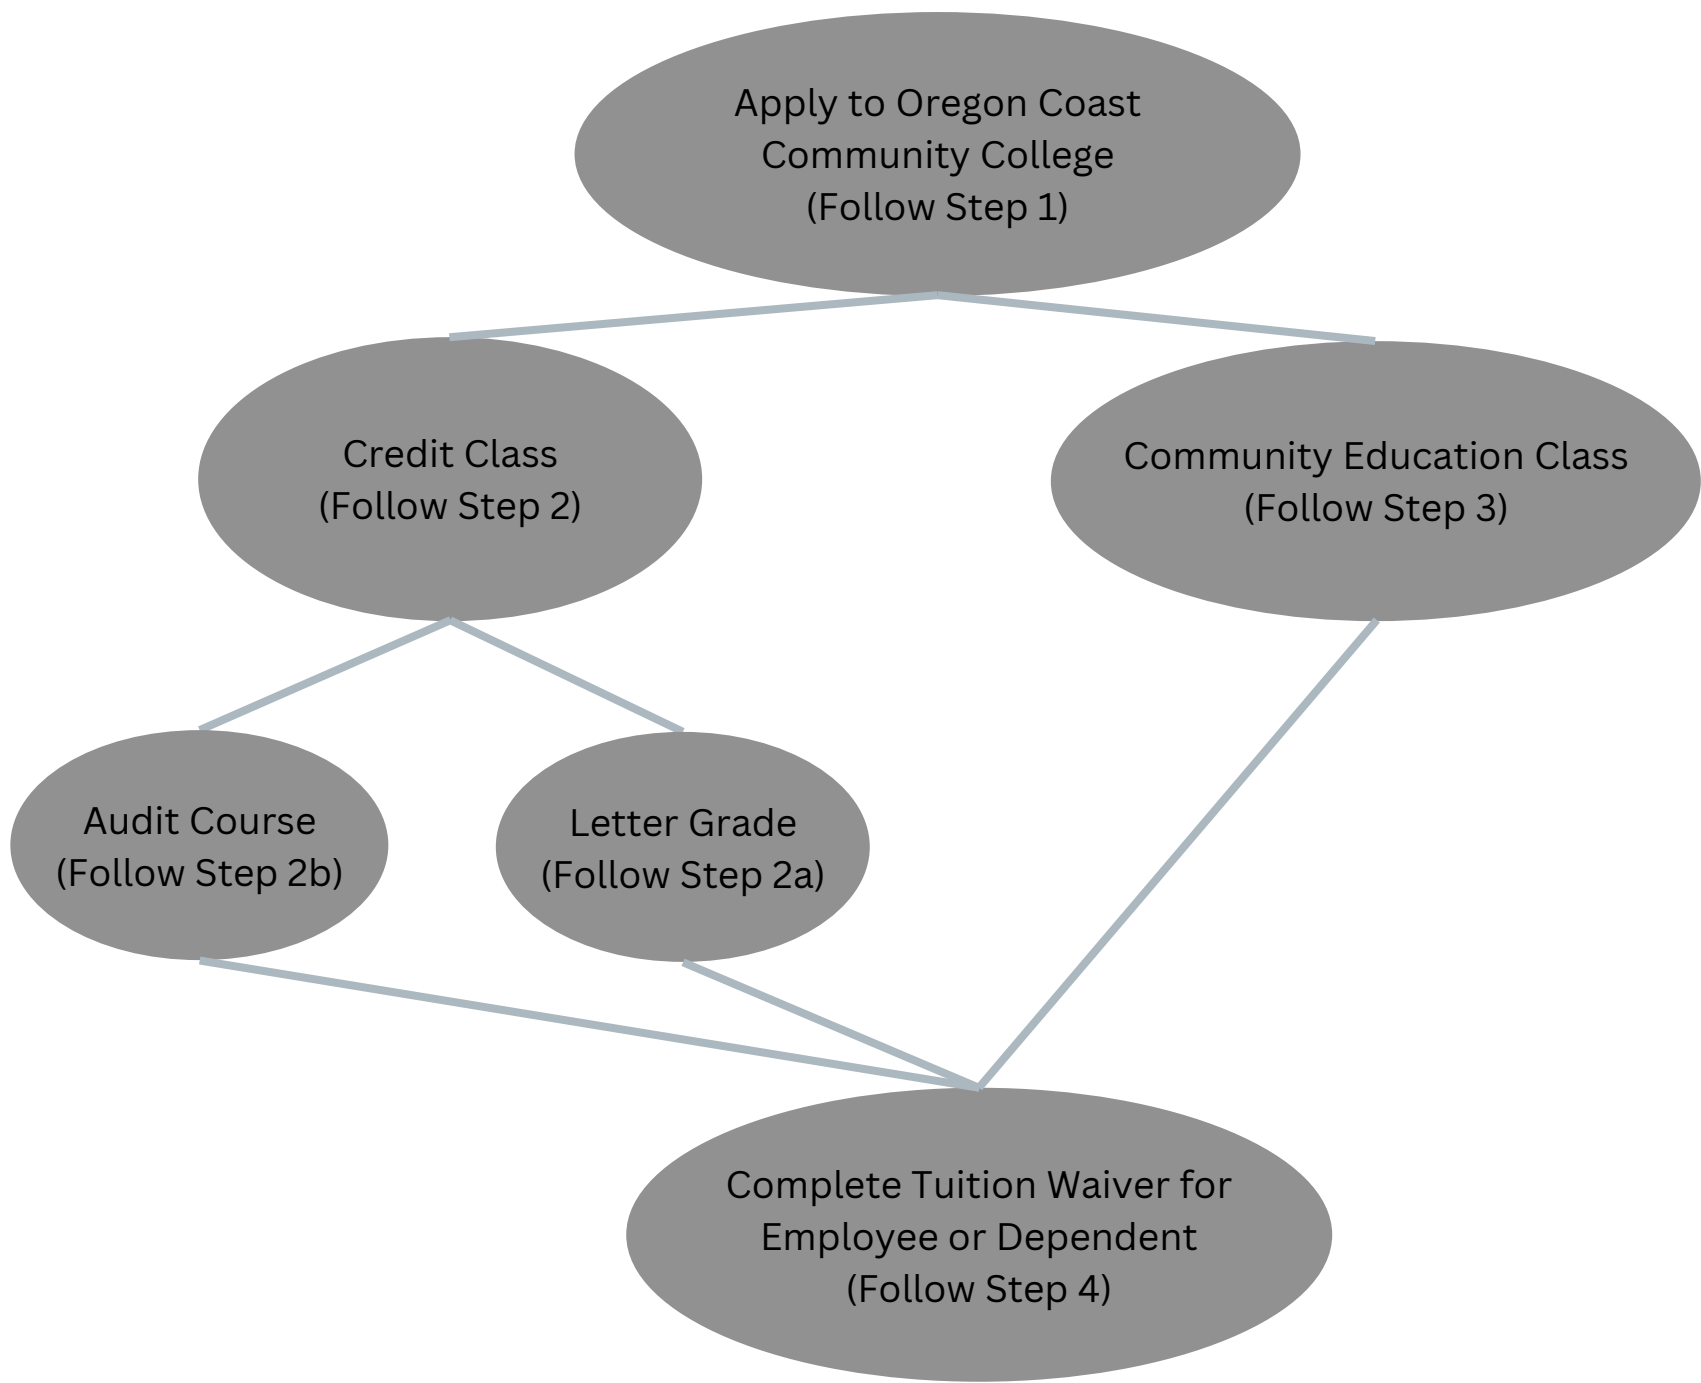 Apply to Oregon Coast
Community College
(Follow Step 1)
Credit Class
(Follow Step 2)
Community Education Class
(Follow Step 3)
Audit Course
(Follow Step 2b)
Letter Grade
(Follow Step 2a)
Complete Tuition Waiver for
Employee or Dependent
(Follow Step 4)